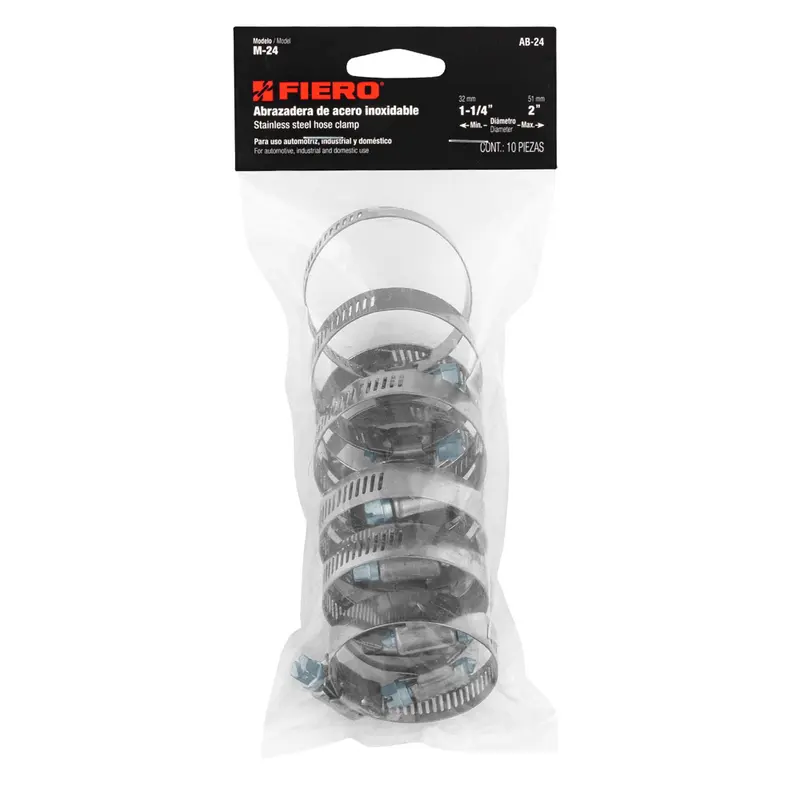 Modelo / Model
M-24
AB-24
FIERO®
Abrazadera de acero inoxidable
Stainless steel hose clamp
Para uso automotriz, industrial y doméstico
For automotive, industrial and domestic use
32 mm 51 mm
1-1/4" 2"
Min. Diámetro Max.
Diameter
CONT.: 10 PIEZAS